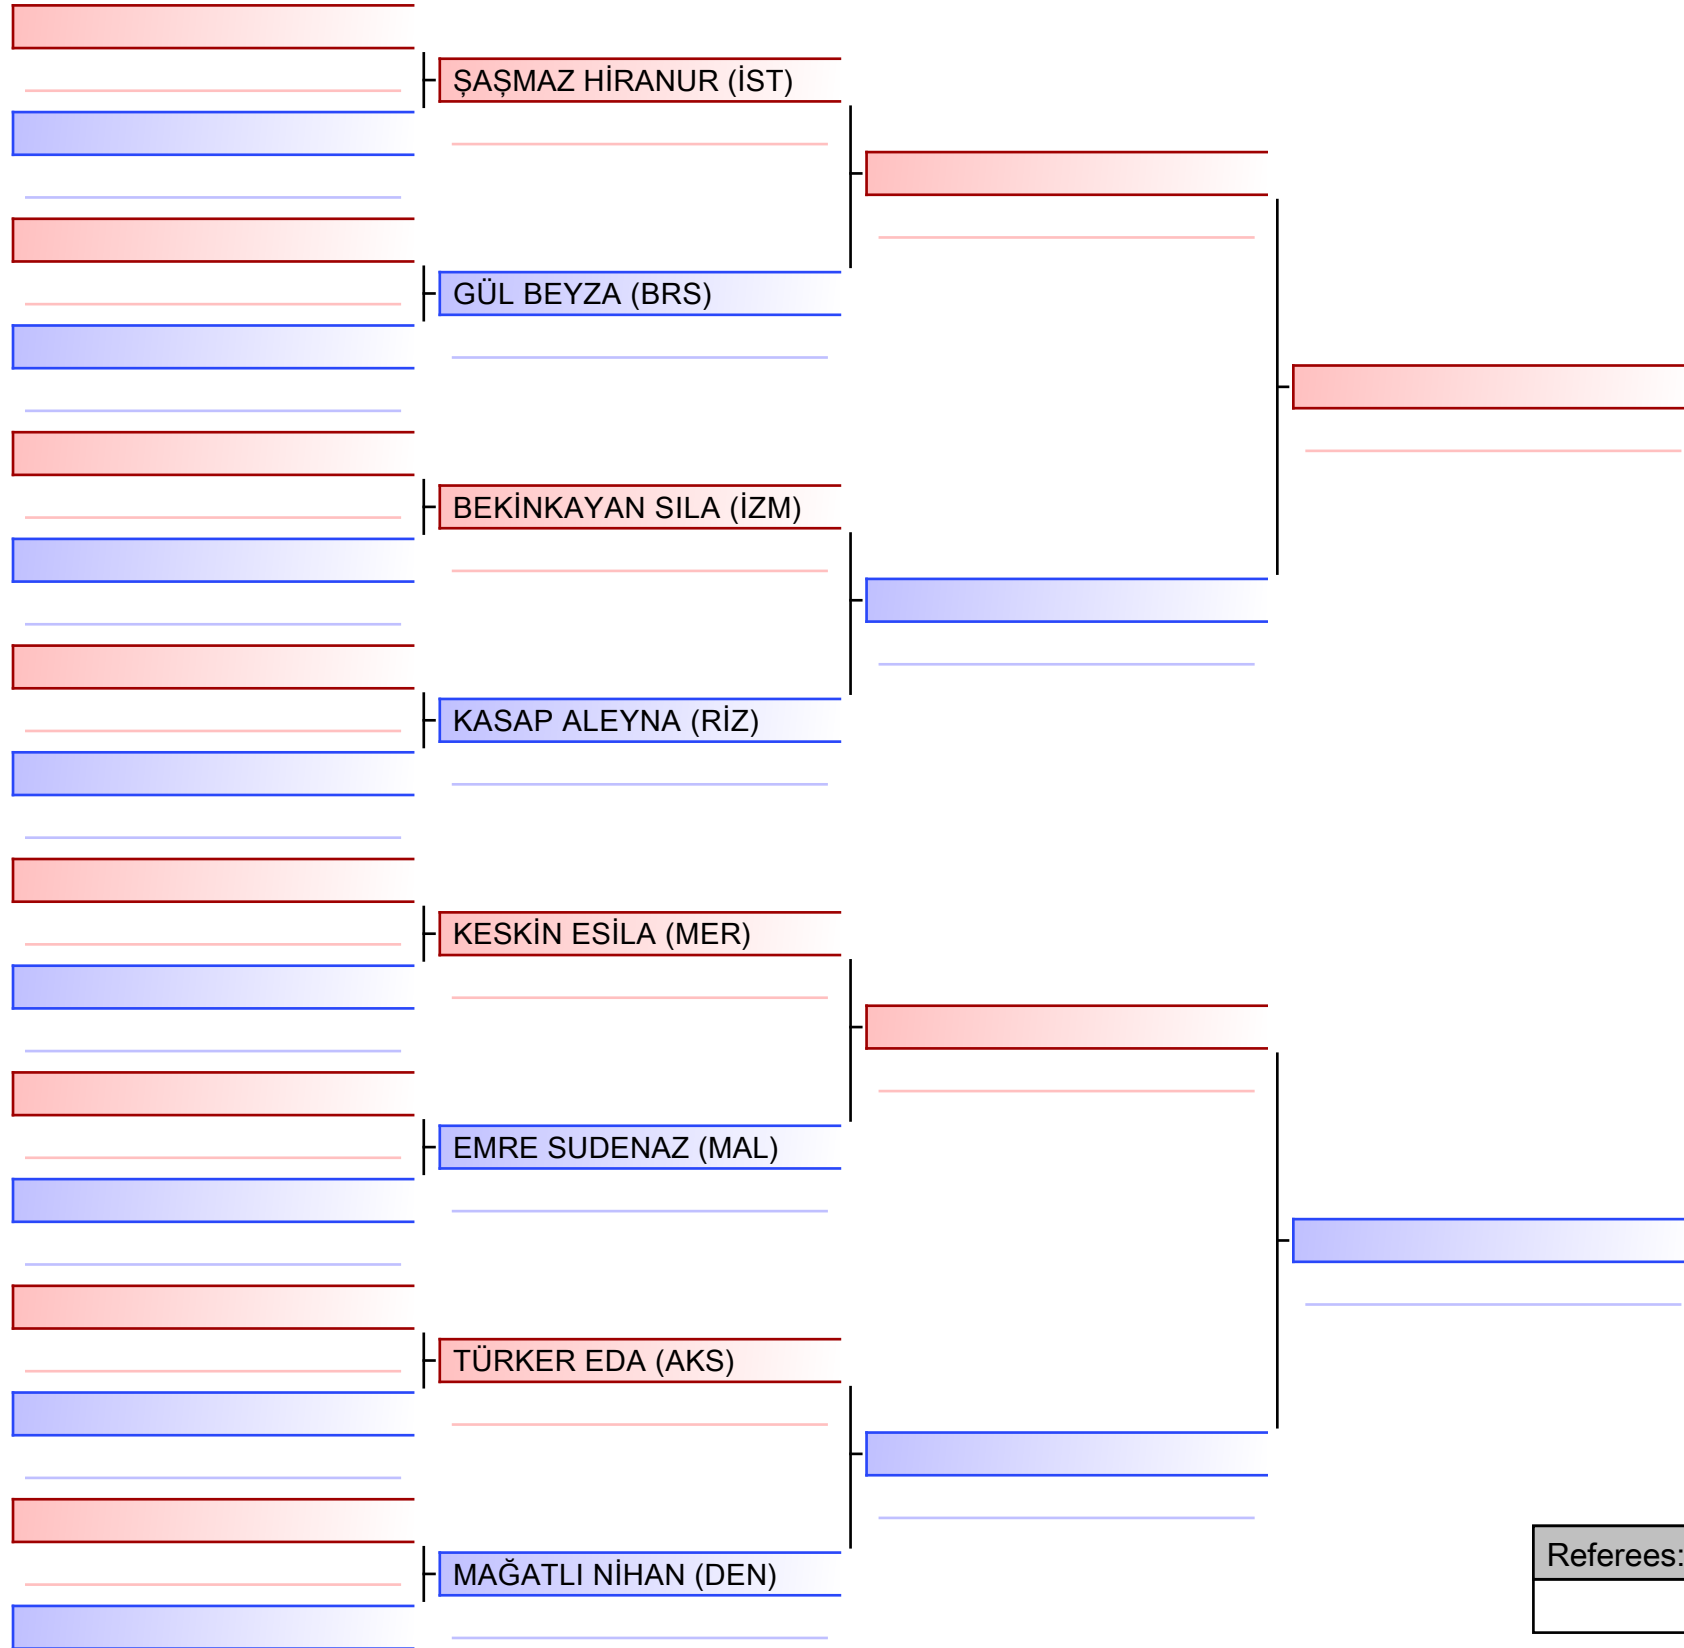 ŞAŞMAZ HİRANUR (İST)
GÜL BEYZA (BRS)
BEKİNKAYAN SILA (İZM)
KASAP ALEYNA (RİZ)
KESKİN ESİLA (MER)
EMRE SUDENAZ (MAL)
TÜRKER EDA (AKS)
MAĞATLI NİHAN (DEN)
Referees: